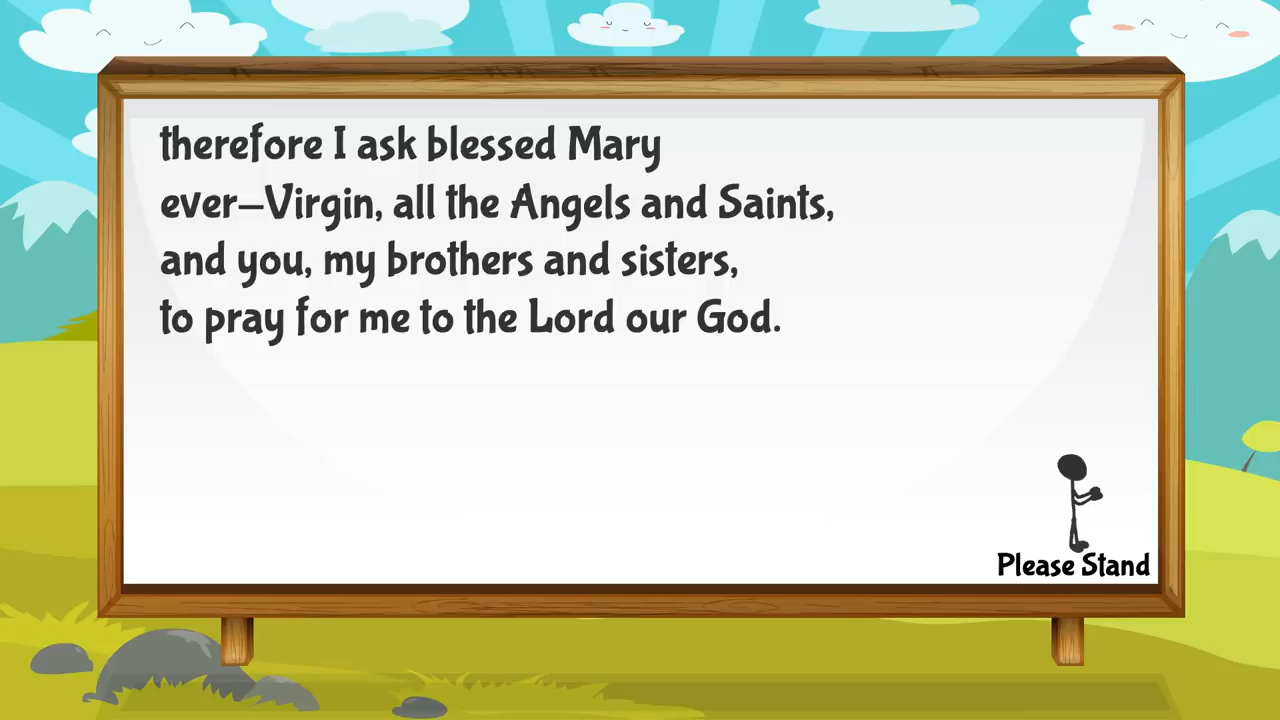 therefore I ask blessed Mary
ever–Virgin, all the Angels and Saints,
and you, my brothers and sisters,
to pray for me to the Lord our God.
Please Stand